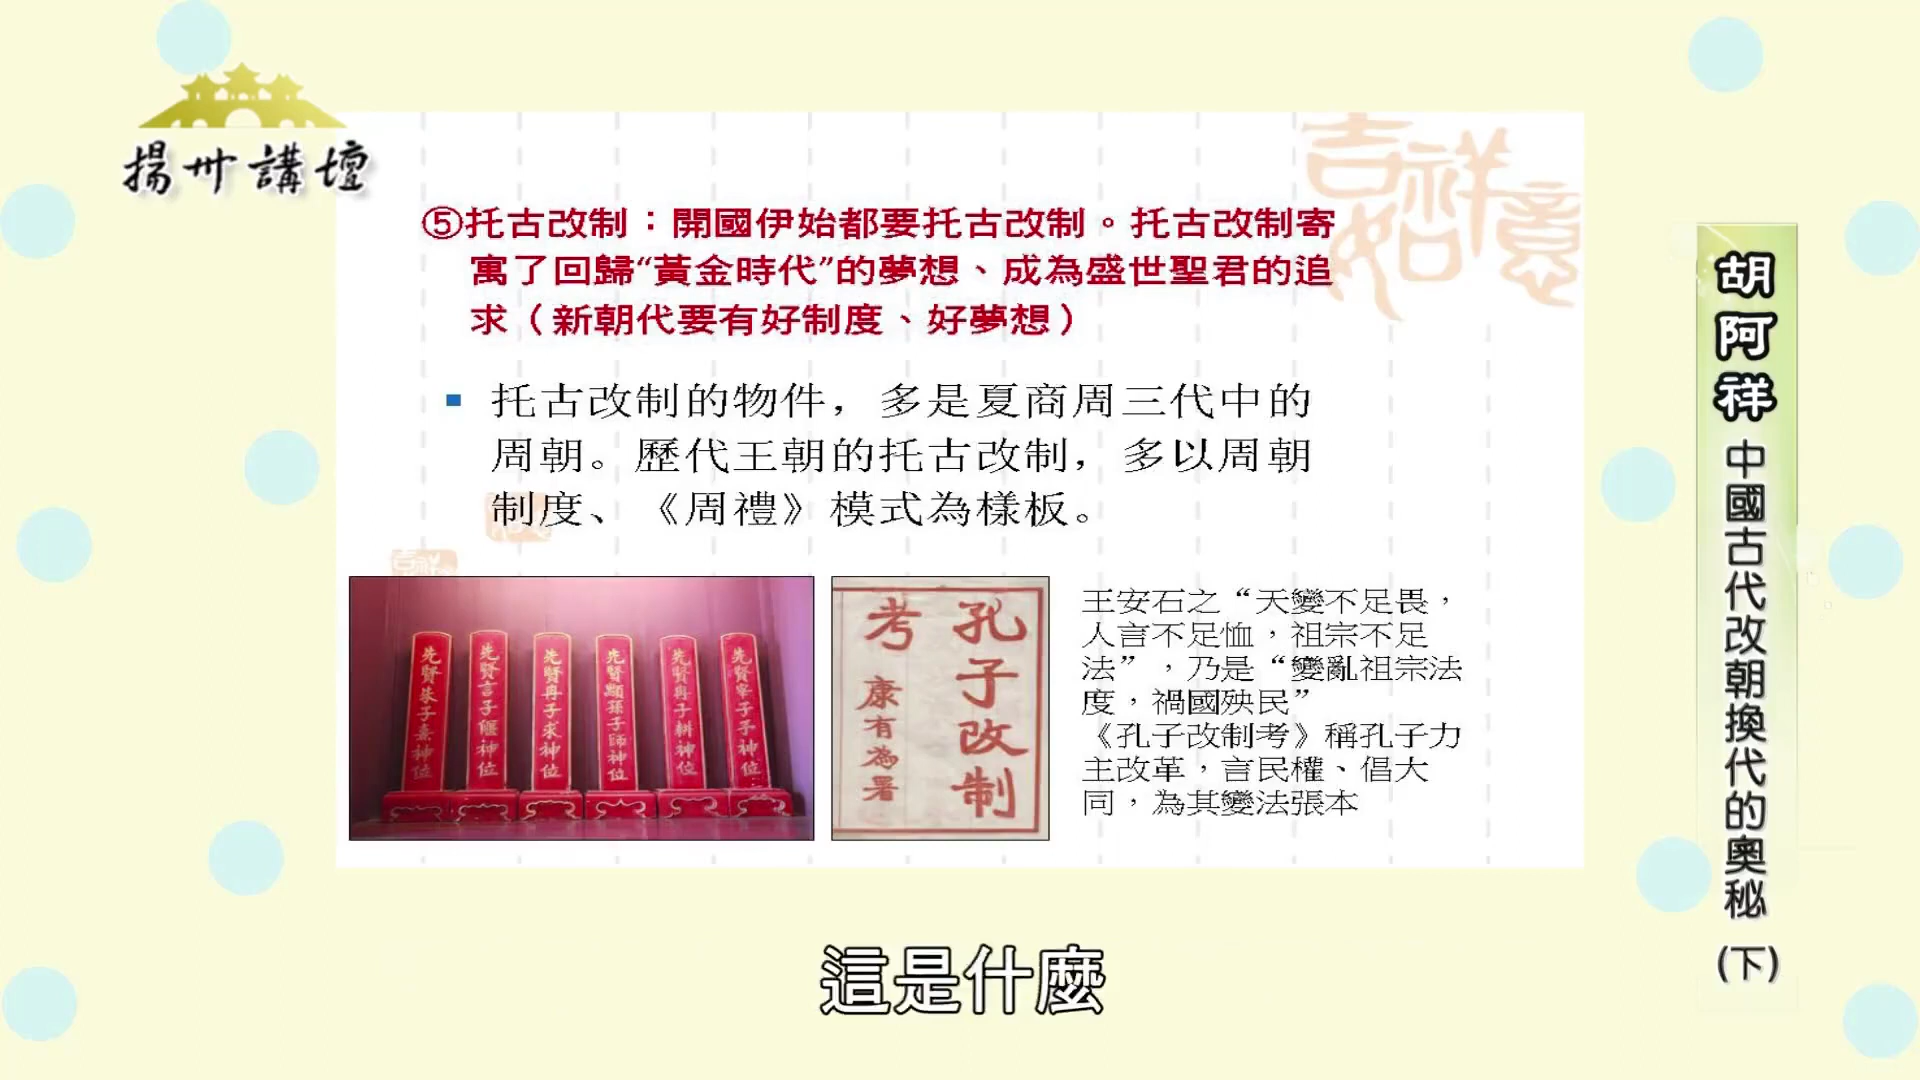 揚州講壇
吉祥如意
⑤托古改制：開國伊始都要托古改制。托古改制寄
寓了回歸“黃金時代”的夢想、成為盛世聖君的追
求（新朝代要有好制度、好夢想）
托古改制的物件，多是夏商周三代中的
周朝。歷代王朝的托古改制，多以周朝
制度、《周禮》模式為樣板。
先賢朱子熹神位
先賢言子偃神位
先賢冉子求神位
先賢顓孫子師神位
先賢冉子耕神位
先賢宰子予神位
孔子改制
考
康有為署
王安石之“天變不足畏，
人言不足恤，祖宗不足
法”，乃是“變亂祖宗法
度，禍國殃民”
《孔子改制考》稱孔子力
主改革，言民權、倡大
同，為其變法張本
胡阿祥 中國古代改朝換代的奧秘（下）
這是什麼